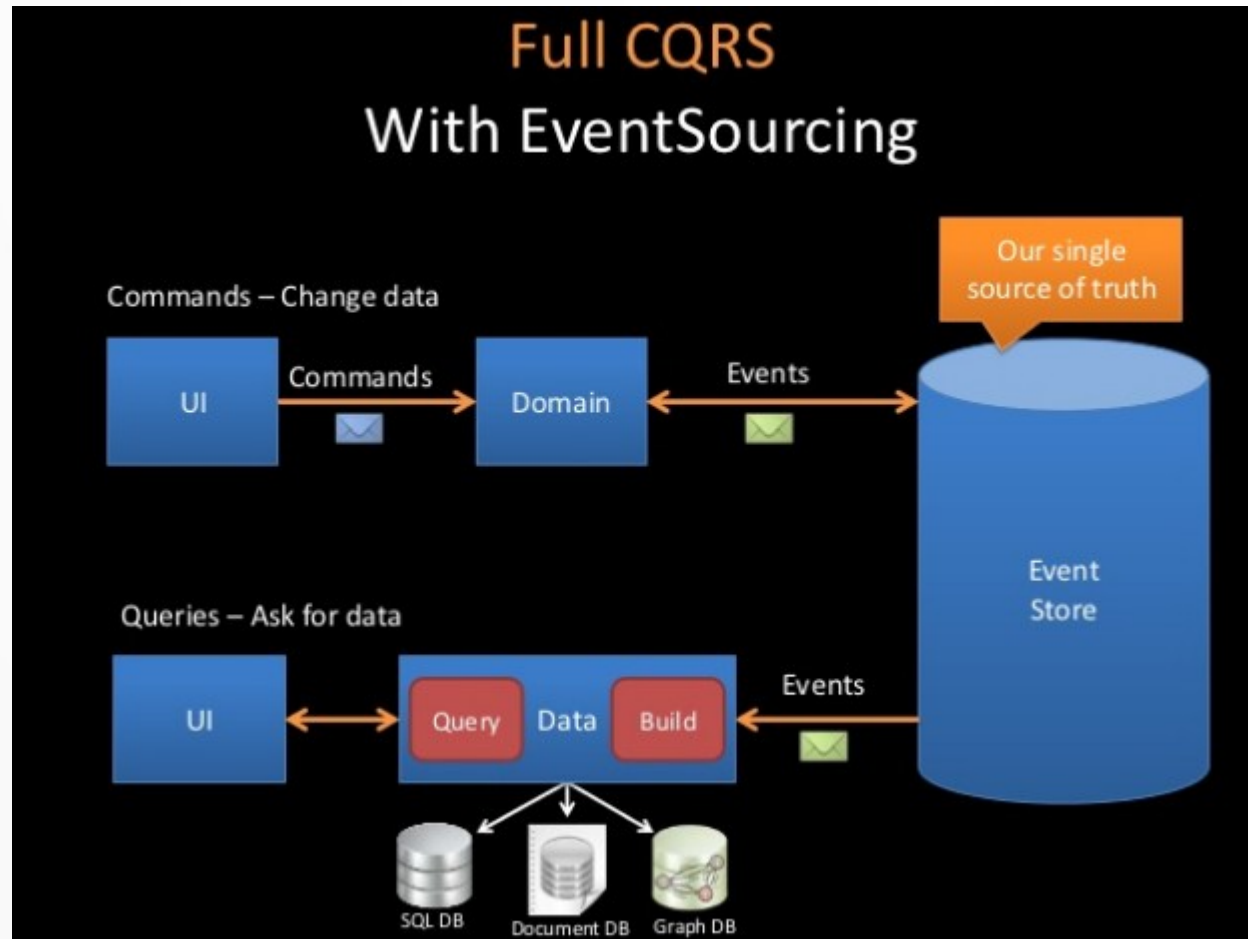 Full CQRS
With EventSourcing
Our single
source of truth
Commands – Change data
UI
Commands
Domain
Events
Event
Store
Queries – Ask for data
UI
Query
Data
Build
Events
SQL DB
Document DB
Graph DB